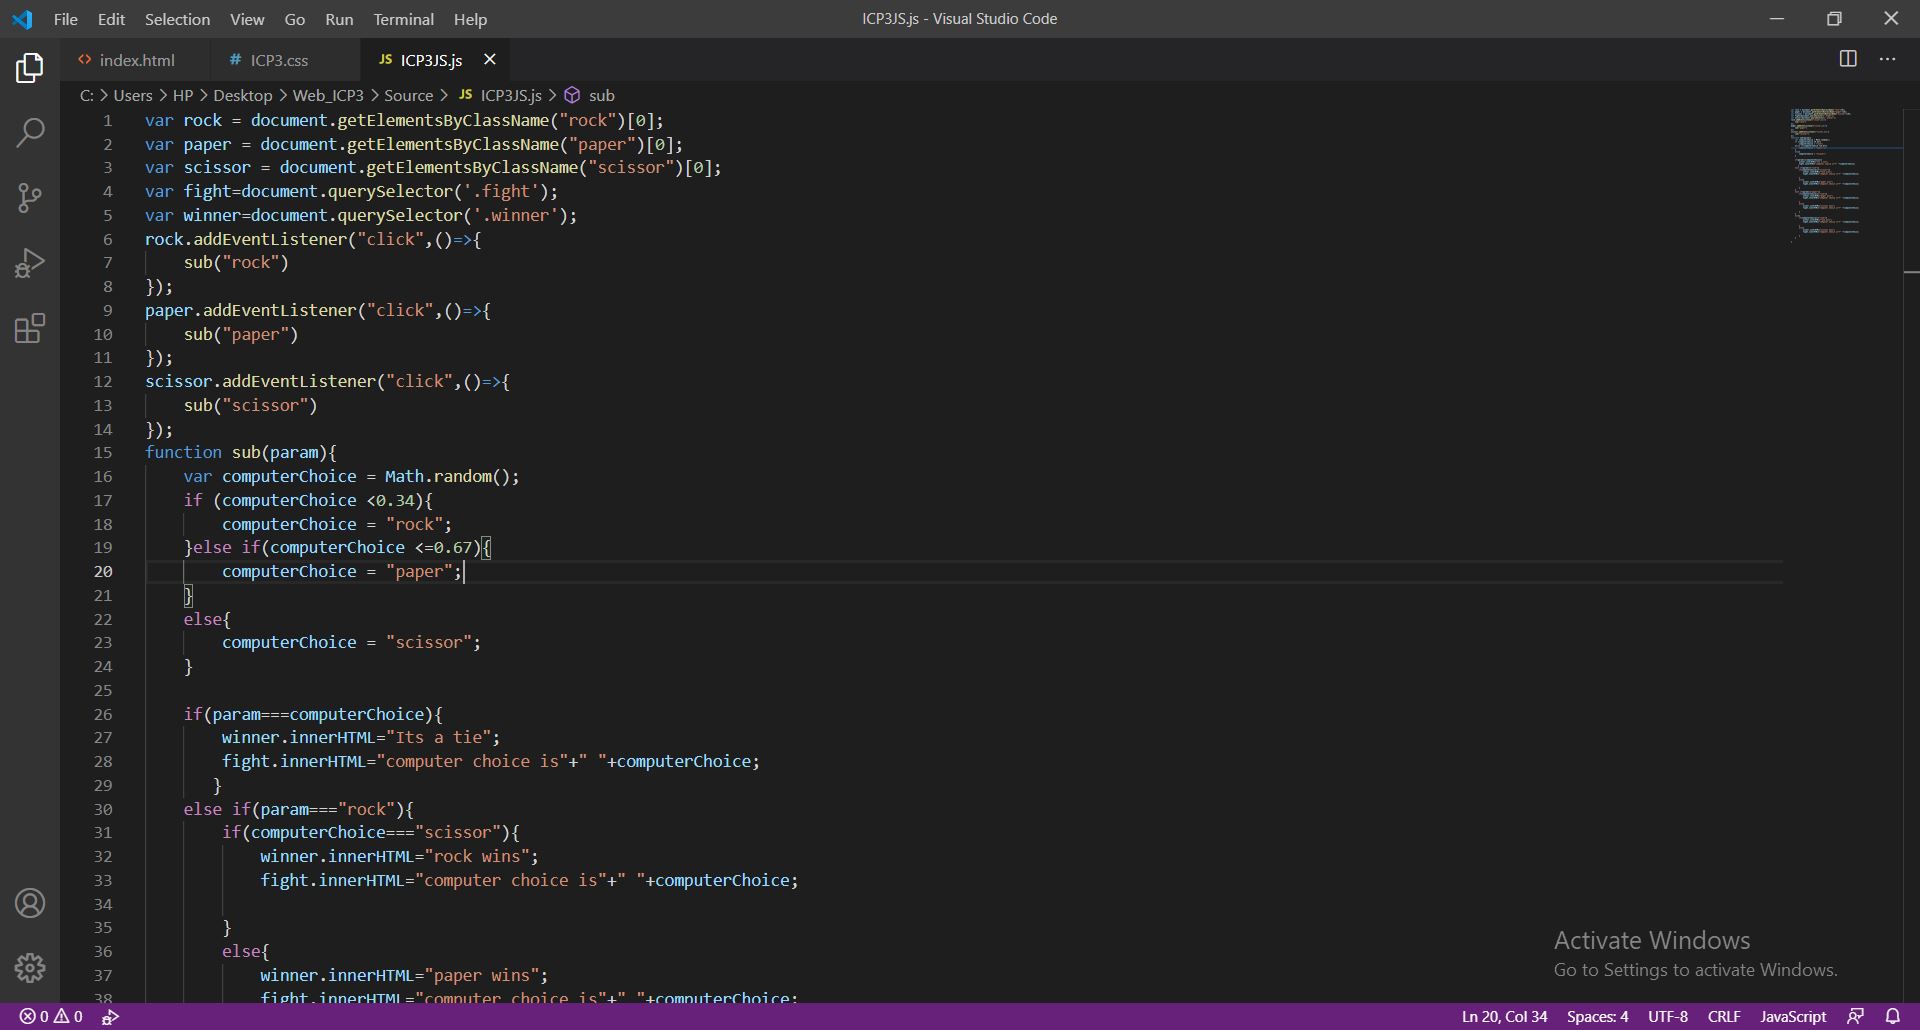 File Edit Selection View Go Run Terminal Help
ICP3JS.js - Visual Studio Code
<> index.html # ICP3.css JS ICP3JS.js ×
C: > Users > HP > Desktop > Web_ICP3 > Source > JS ICP3JS.js > sub
1 var rock = document.getElementsByClassName("rock")[0];
2 var paper = document.getElementsByClassName("paper")[0];
3 var scissor = document.getElementsByClassName("scissor")[0];
4 var fight=document.querySelector('.fight');
5 var winner=document.querySelector('.winner');
6 rock.addEventListener("click",()=>{
7     sub("rock")
8 });
9 paper.addEventListener("click",()=>{
10     sub("paper")
11 });
12 scissor.addEventListener("click",()=>{
13     sub("scissor")
14 });
15 function sub(param){
16     var computerChoice = Math.random();
17     if (computerChoice <0.34){
18         computerChoice = "rock";
19     }else if(computerChoice <=0.67){
20         computerChoice = "paper";
21     }
22     else{
23         computerChoice = "scissor";
24     }
25
26     if(param===computerChoice){
27         winner.innerHTML="Its a tie";
28         fight.innerHTML="computer choice is"+" "+computerChoice;
29        }
30     else if(param==="rock"){
31         if(computerChoice==="scissor"){
32             winner.innerHTML="rock wins";
33             fight.innerHTML="computer choice is"+" "+computerChoice;
34
35         }
36         else{
37             winner.innerHTML="paper wins";
38             fight.innerHTML="computer choice is"+" "+computerChoice;
Activate Windows
Go to Settings to activate Windows.
0 0 Ln 20, Col 34 Spaces: 4 UTF-8 CRLF JavaScript